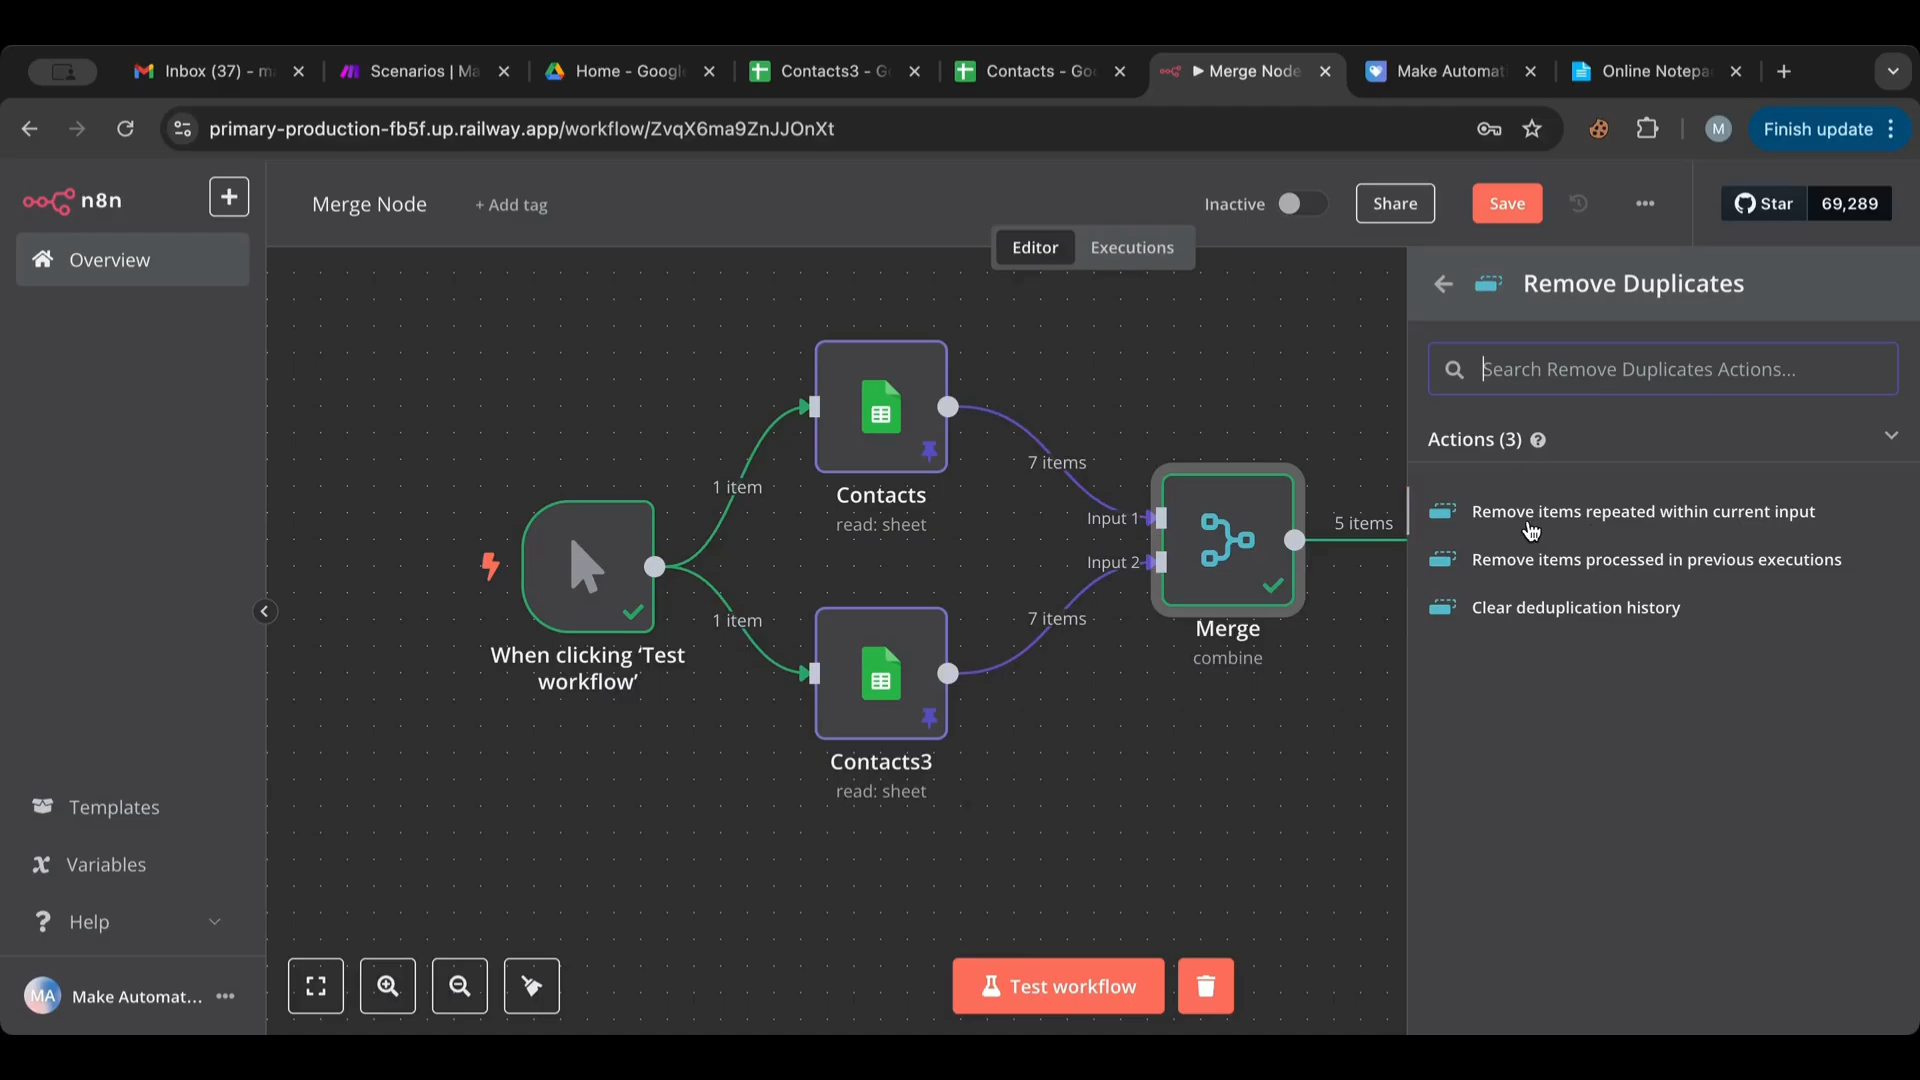 Inbox (37) - m
Scenarios | Ma
Home - Google
Contacts3 - G
Contacts - Goo
Merge Node
Make Automat
Online Notepa
primary-production-fb5f.up.railway.app/workflow/ZvqX6ma9ZnJJOnXt
M
Finish update
n8n
Merge Node
+ Add tag
Inactive
Share
Save
Star
69,289
Editor
Executions
Overview
Remove Duplicates
Search Remove Duplicates Actions...
Actions (3)
Remove items repeated within current input
Remove items processed in previous executions
Clear deduplication history
1 item
1 item
7 items
7 items
Input 1
Input 2
5 items
Contacts
read: sheet
When clicking ‘Test
workflow’
Contacts3
read: sheet
Merge
combine
Templates
Variables
Help
MA
Make Automat...
Test workflow